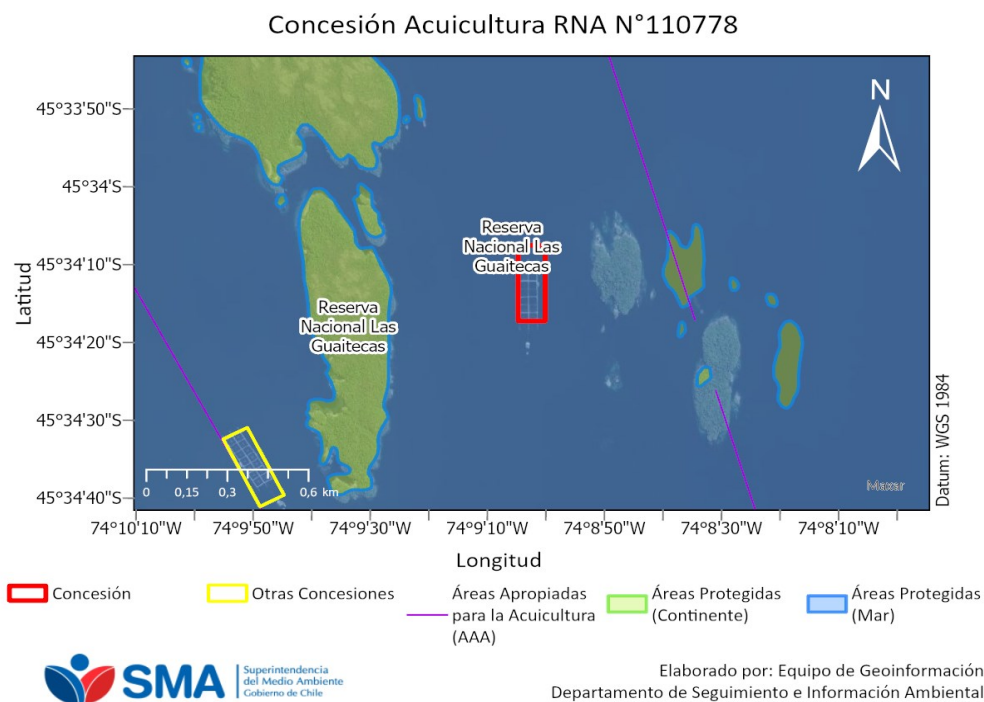 Concesión Acuicultura RNA N°110778
45°33'50"S
45°34'S
45°34'10"S
45°34'20"S
45°34'30"S
45°34'40"S
Latitud
N
Reserva
Nacional Las
Guaitecas
Reserva
Nacional Las
Guaitecas
0 0,15 0,3 0,6 km
Maxar
Datum: WGS 1984
74°10'W 74°9'50"W 74°9'30"W 74°9'10"W 74°8'50"W 74°8'30"W 74°8'10"W
Longitud
Concesión
Otras Concesiones
Áreas Apropiadas
para la Acuicultura
(AAA)
Áreas Protegidas
(Continente)
Áreas Protegidas
(Mar)
SMA
Superintendencia
del Medio Ambiente
Gobierno de Chile
Elaborado por: Equipo de Geoinformación
Departamento de Seguimiento e Información Ambiental